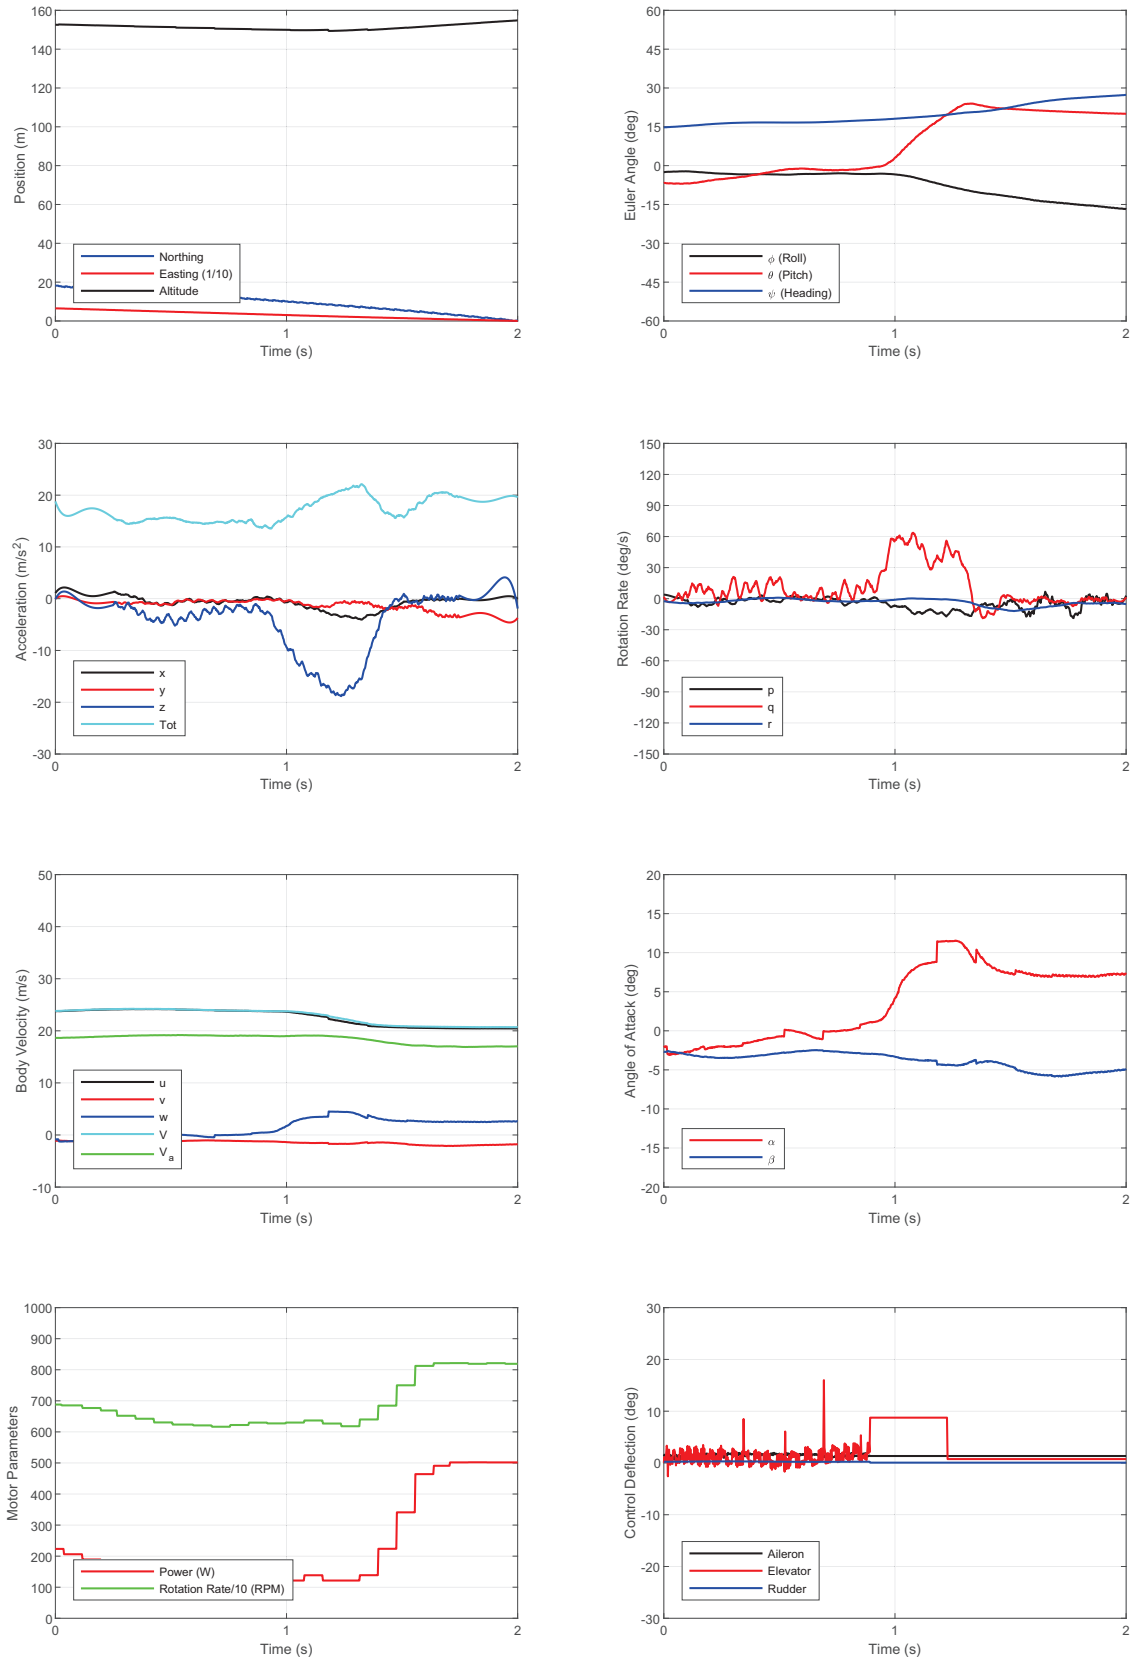 160
140
120
100
80
60
40
20
0
Position (m)
Northing
Easting (1/10)
Altitude
0 1 2
Time (s)
60
45
30
15
0
-15
-30
-45
-60
Euler Angle (deg)
ϕ (Roll)
θ (Pitch)
ψ (Heading)
0 1 2
Time (s)
30
20
10
0
-10
-20
-30
Acceleration (m/s²)
x
y
z
Tot
0 1 2
Time (s)
150
120
90
60
30
0
-30
-60
-90
-120
-150
Rotation Rate (deg/s)
p
q
r
0 1 2
Time (s)
50
40
30
20
10
0
-10
Body Velocity (m/s)
u
v
w
V
Vₐ
0 1 2
Time (s)
20
15
10
5
0
-5
-10
-15
-20
Angle of Attack (deg)
α
β
0 1 2
Time (s)
1000
900
800
700
600
500
400
300
200
100
0
Motor Parameters
Power (W)
Rotation Rate/10 (RPM)
0 1 2
Time (s)
30
20
10
0
-10
-20
-30
Control Deflection (deg)
Aileron
Elevator
Rudder
0 1 2
Time (s)